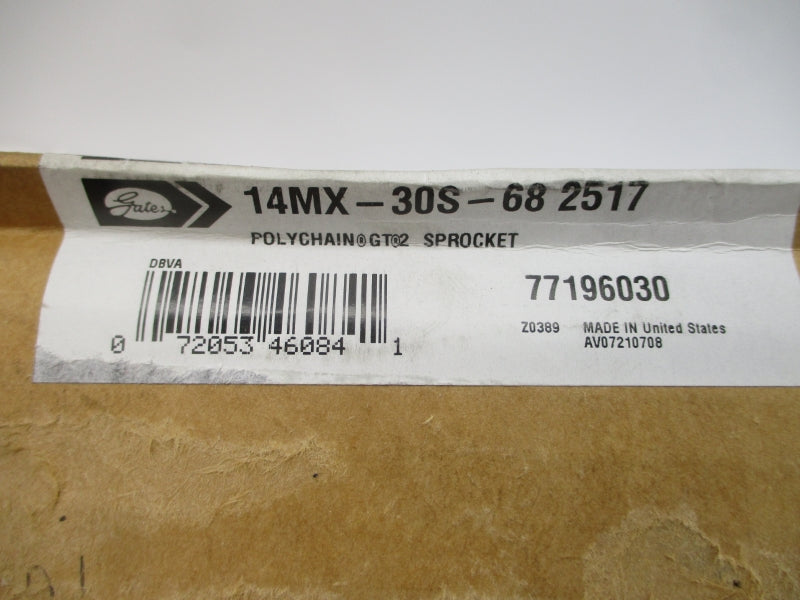 Gates
14MX-30S-68 2517
POLYCHAIN®GT®2 SPROCKET
DBVA
77196030
0 72053 46084 1
Z0389 MADE IN United States
AV07210708